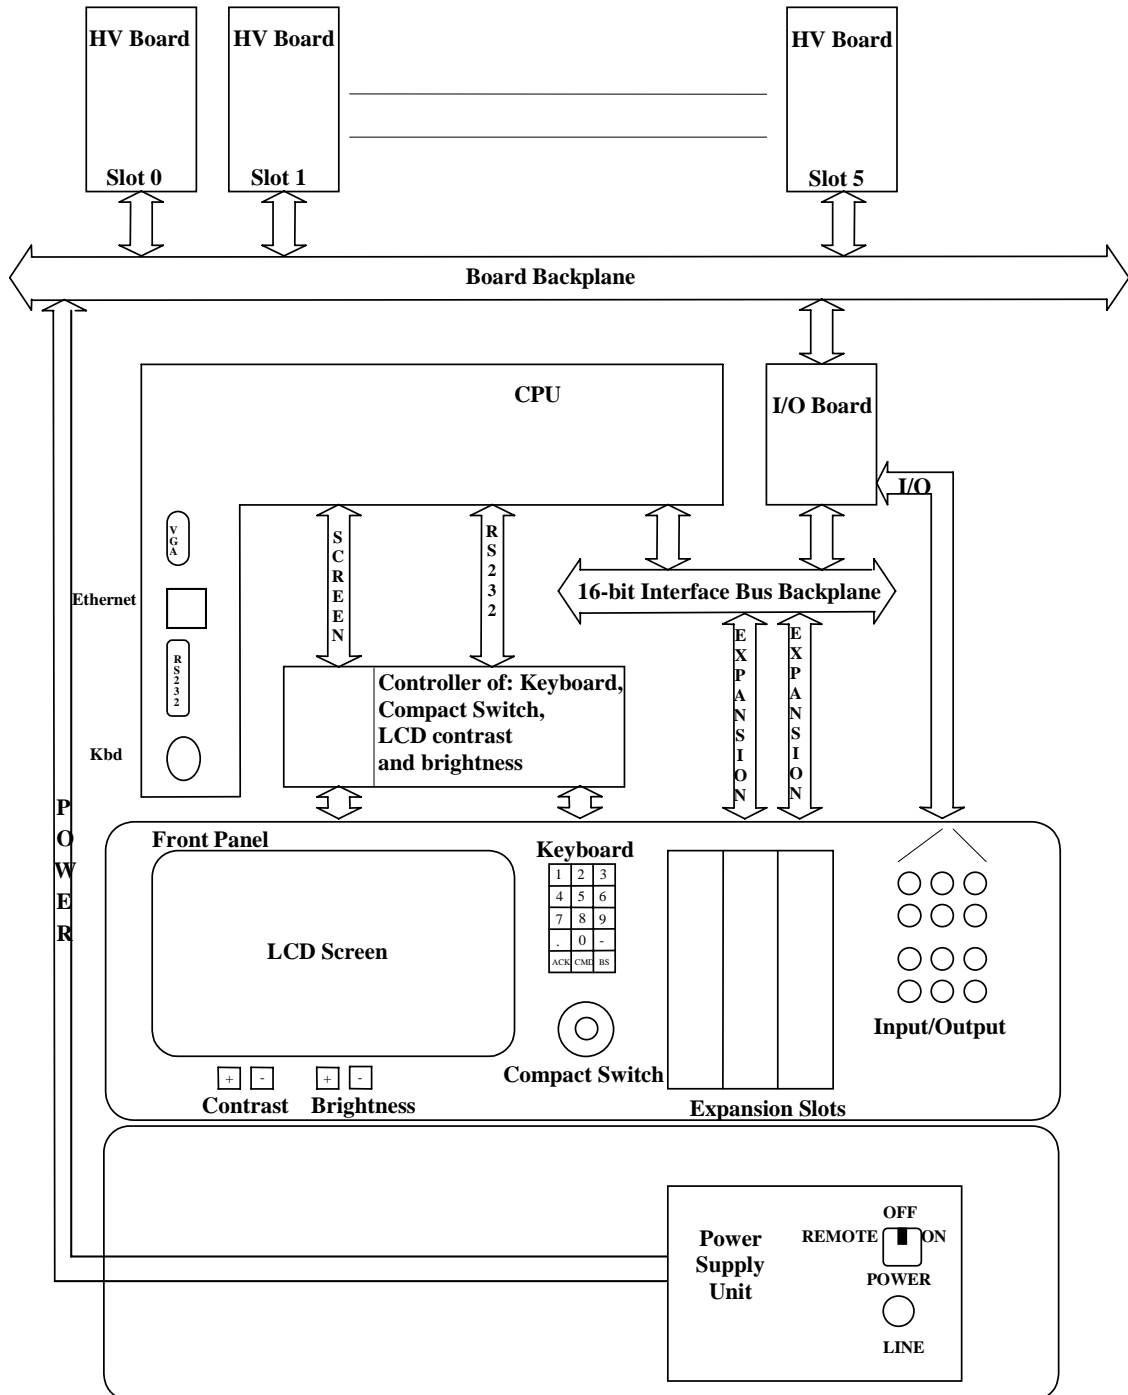 HV Board
HV Board
HV Board
Slot 0
Slot 1
Slot 5
Board Backplane
CPU
I/O Board
I/O
VGA
SCREEN
RS232
16-bit Interface Bus Backplane
Ethernet
RS232
EXPANSION
EXPANSION
Controller of: Keyboard,
Compact Switch,
LCD contrast
and brightness
Kbd
POWER
Front Panel
Keyboard
1 2 3
4 5 6
7 8 9
. 0 -
ACK CMD BS
LCD Screen
Input/Output
Compact Switch
+ - + -
Contrast Brightness
Expansion Slots
OFF
REMOTE ON
Power
Supply
Unit
POWER
LINE